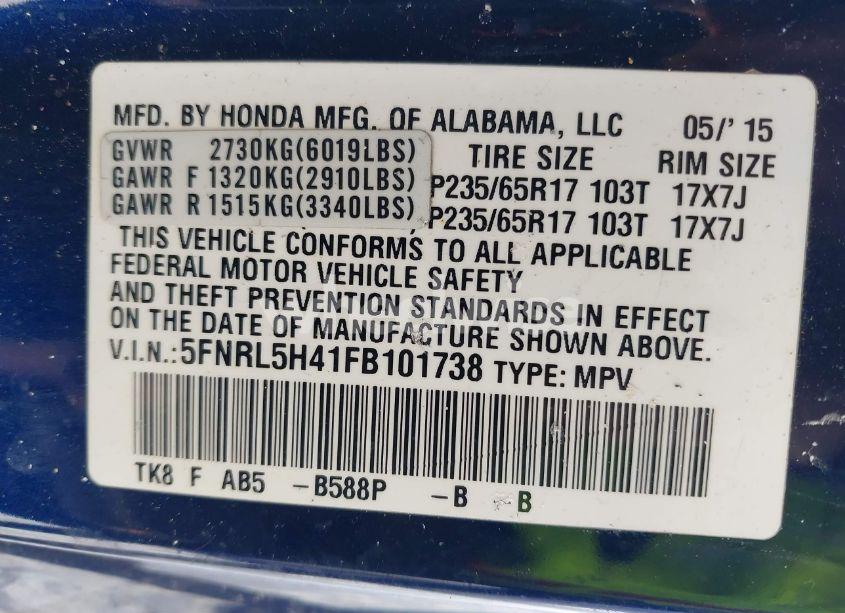 MFD. BY HONDA MFG. OF ALABAMA, LLC 05/' 15
GVWR 2730KG(6019LBS) TIRE SIZE RIM SIZE
GAWR F 1320KG(2910LBS) P235/65R17 103T 17X7J
GAWR R 1515KG(3340LBS) P235/65R17 103T 17X7J
THIS VEHICLE CONFORMS TO ALL APPLICABLE
FEDERAL MOTOR VEHICLE SAFETY
AND THEFT PREVENTION STANDARDS IN EFFECT
ON THE DATE OF MANUFACTURE SHOWN ABOVE.
V.I.N.:5FNRL5H41FB101738 TYPE: MPV
TK8 F AB5 -B588P -B -B